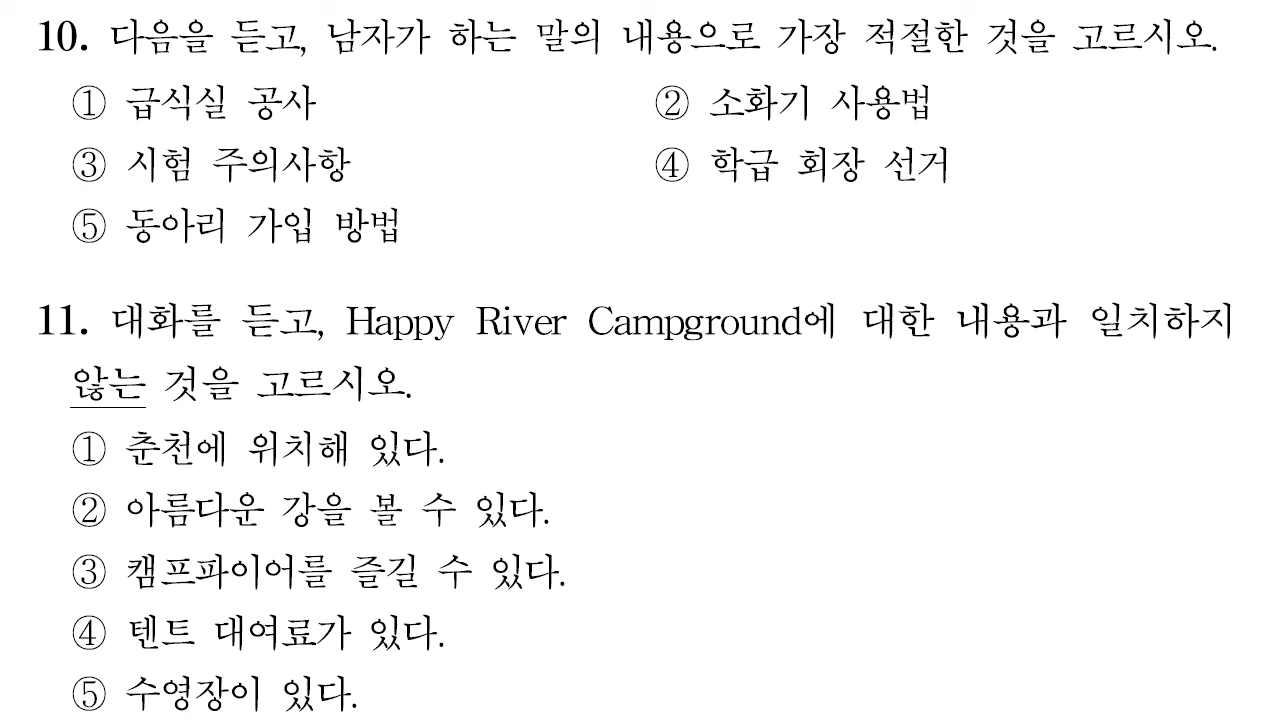 10. 다음을 듣고, 남자가 하는 말의 내용으로 가장 적절한 것을 고르시오.
① 급식실 공사 ② 소화기 사용법
③ 시험 주의사항 ④ 학급 회장 선거
⑤ 동아리 가입 방법
11. 대화를 듣고, Happy River Campground에 대한 내용과 일치하지
않는 것을 고르시오.
① 춘천에 위치해 있다.
② 아름다운 강을 볼 수 있다.
③ 캠프파이어를 즐길 수 있다.
④ 텐트 대여료가 있다.
⑤ 수영장이 있다.